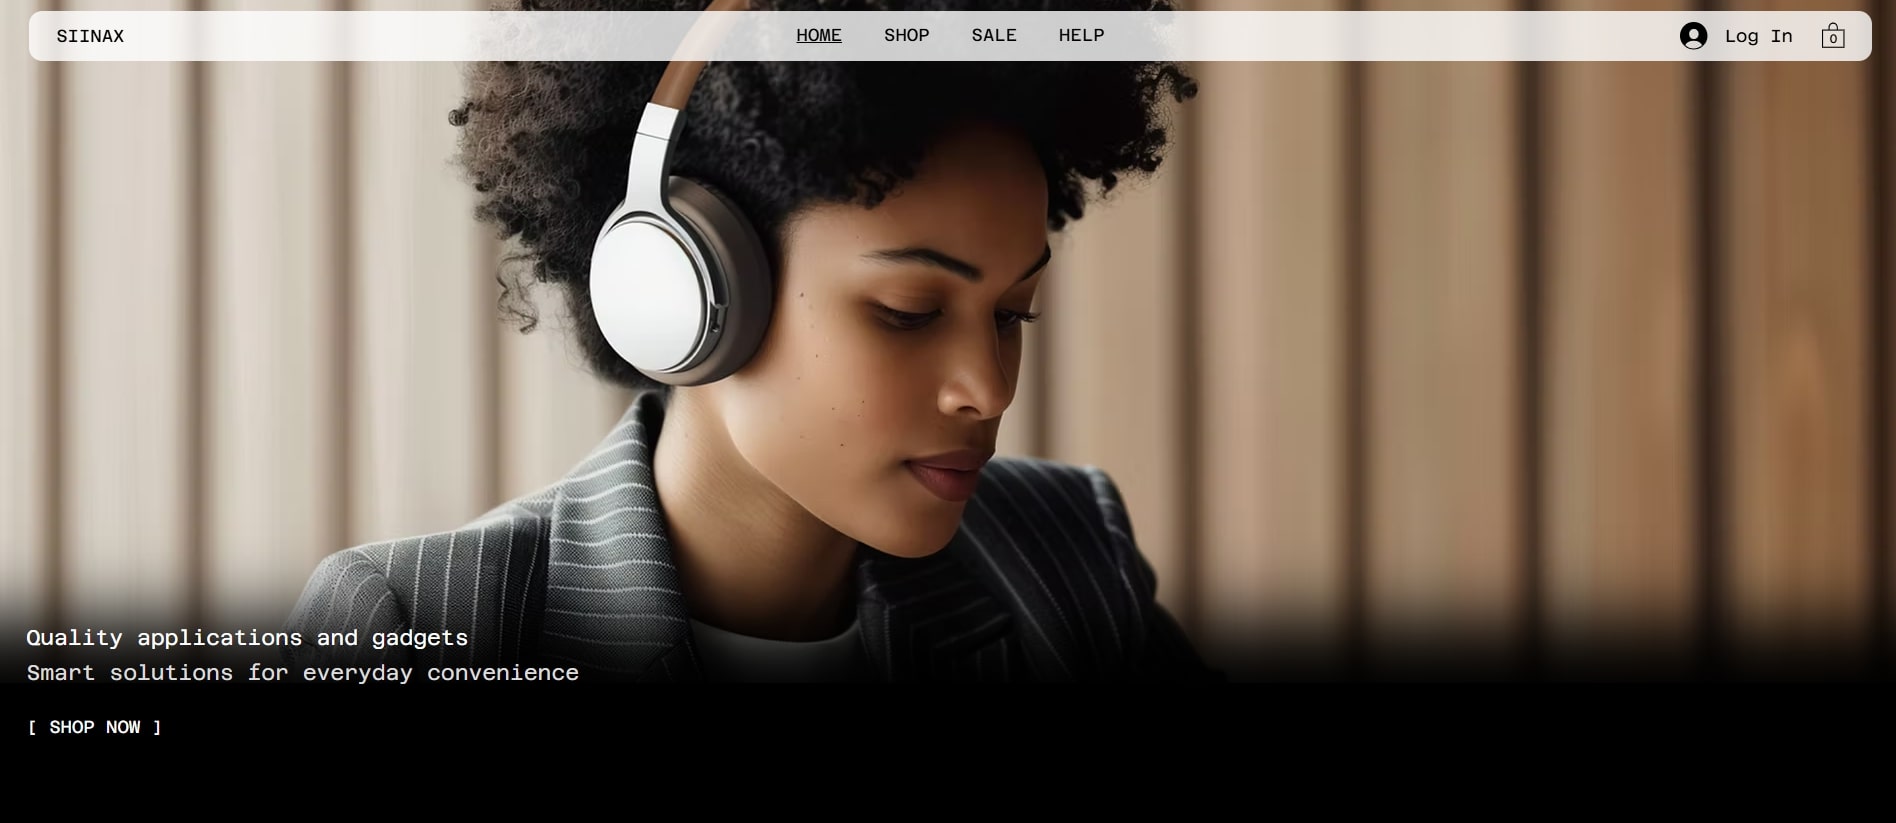 SIINAX
HOME SHOP SALE HELP
Log In
0
Quality applications and gadgets
Smart solutions for everyday convenience
[ SHOP NOW ]